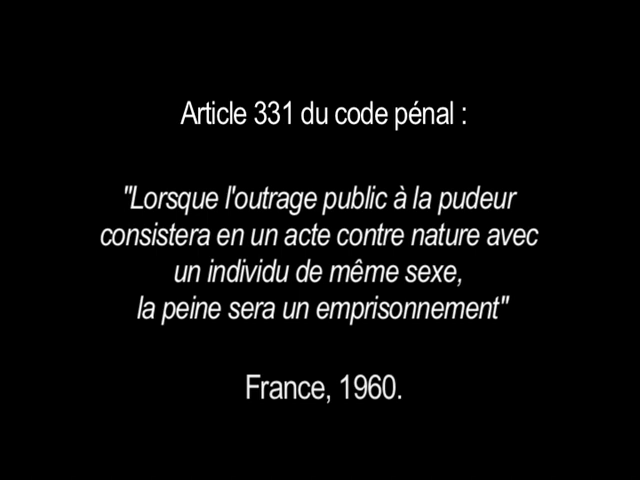 Article 331 du code pénal :
"Lorsque l'outrage public à la pudeur
consistera en un acte contre nature avec
un individu de même sexe,
la peine sera un emprisonnement"
France, 1960.